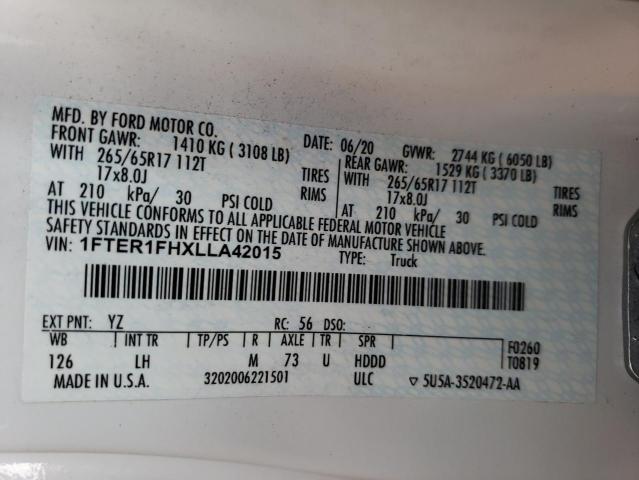 MFD. BY FORD MOTOR CO.
DATE: 06/20 GVWR: 2744 KG (6050 LB)
FRONT GAWR: 1410 KG (3108 LB) REAR GAWR: 1529 KG (3370 LB)
WITH 265/65R17 112T TIRES WITH 265/65R17 112T TIRES
17x8.0J RIMS 17x8.0J RIMS
AT 210 kPa/ 30 PSI COLD AT 210 kPa/ 30 PSI COLD
THIS VEHICLE CONFORMS TO ALL APPLICABLE FEDERAL MOTOR VEHICLE
SAFETY STANDARDS IN EFFECT ON THE DATE OF MANUFACTURE SHOWN ABOVE.
VIN: 1FTER1FHXLLA42015 TYPE: Truck
EXT PNT: YZ RC: 56 DSO:
WB INT TR TP/PS R AXLE TR SPR F0260
126 LH M 73 U HDDD T0819
MADE IN U.S.A. 3202006221501 ULC ▽ 5U5A-3520472-AA